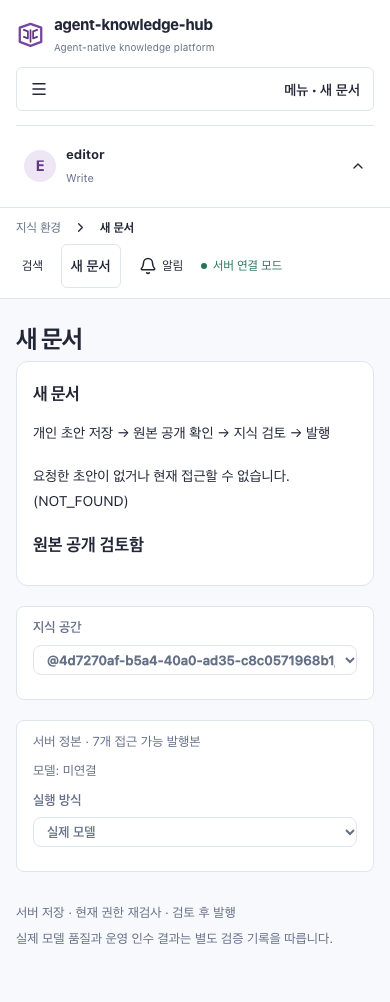 agent-knowledge-hub
Agent-native knowledge platform
메뉴 · 새 문서
E
editor
Write
지식 환경 > 새 문서
검색 새 문서 알림 서버 연결 모드
새 문서
새 문서
개인 초안 저장 → 원본 공개 확인 → 지식 검토 → 발행
요청한 초안이 없거나 현재 접근할 수 없습니다.
(NOT_FOUND)
원본 공개 검토함
지식 공간
@4d7270af-b5a4-40a0-ad35-c8c0571968b1
서버 정본 · 7개 접근 가능 발행본
모델: 미연결
실행 방식
실제 모델
서버 저장 · 현재 권한 재검사 · 검토 후 발행
실제 모델 품질과 운영 인수 결과는 별도 검증 기록을 따릅니다.